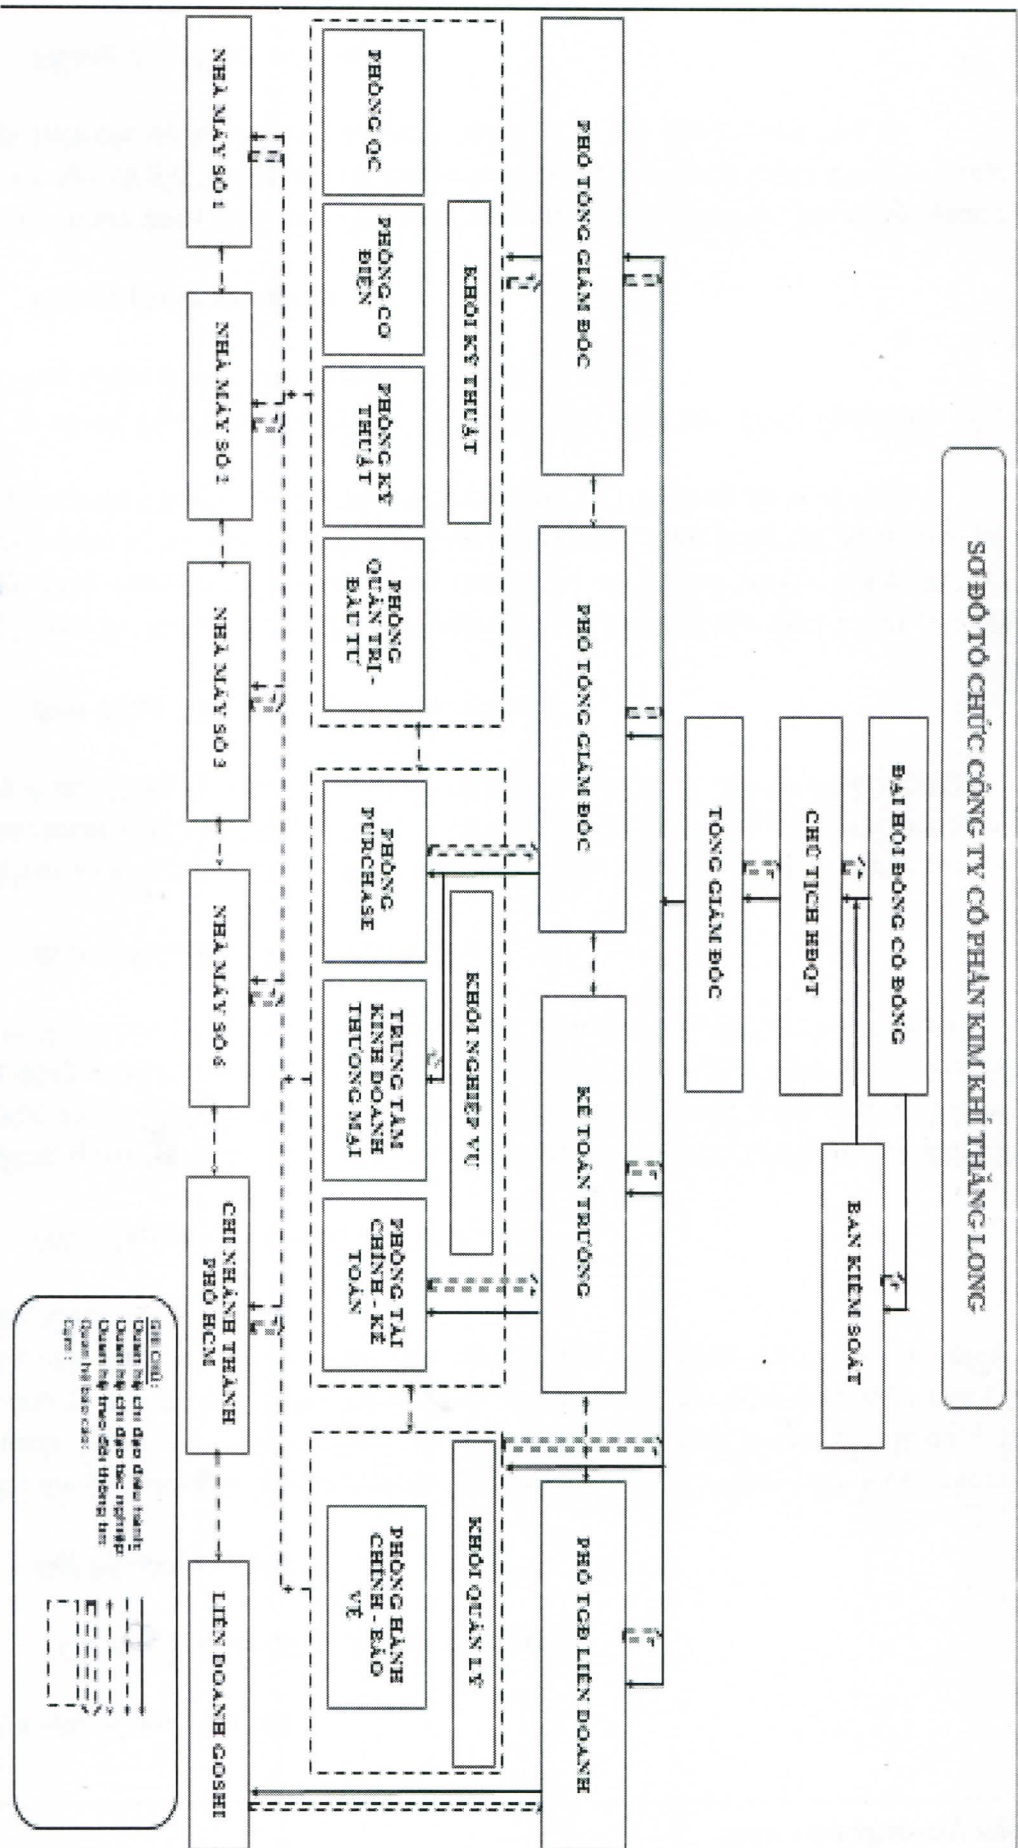 SƠ ĐỒ TỔ CHỨC CÔNG TY CỔ PHẦN KIM KHÍ THĂNG LONG
ĐẠI HỘI ĐỒNG CỔ ĐÔNG
BAN KIỂM SOÁT
CHỦ TỊCH HĐQT
TỔNG GIÁM ĐỐC
PHÓ TỔNG GIÁM ĐỐC
PHÓ TỔNG GIÁM ĐỐC
KẾ TOÁN TRƯỞNG
PHÓ TGĐ LIÊN DOANH
KHỐI KỸ THUẬT
KHỐI NGHIỆP VỤ
KHỐI QUẢN LÝ
PHÒNG QC
PHÒNG CƠ
ĐIỆN
PHÒNG KỸ
THUẬT
PHÒNG
QUẢN TRỊ -
ĐẦU TƯ
PHÒNG
PURCHASE
TRUNG TÂM
KINH DOANH
THƯƠNG MẠI
PHÒNG TÀI
CHÍNH - KẾ
TOÁN
PHÒNG HÀNH
CHÍNH - BẢO
VỆ
NHÀ MÁY SỐ 1
NHÀ MÁY SỐ 2
NHÀ MÁY SỐ 3
NHÀ MÁY SỐ
CHI NHÁNH THÀNH
PHỐ HCM
LIÊN DOANH GOSHI
GHI CHÚ:
Quan hệ chỉ đạo điều hành:
Quan hệ chỉ đạo tác nghiệp:
Quan hệ trao đổi thông tin:
Quan hệ báo cáo:
Cụm: